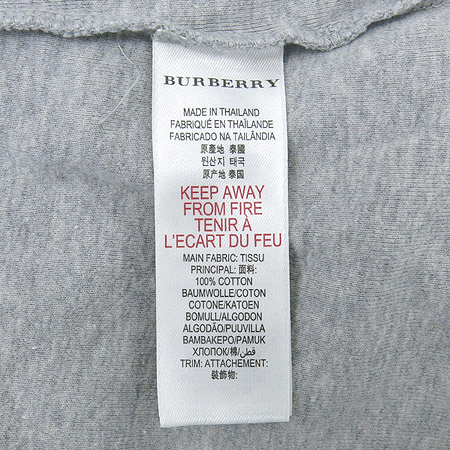 BURBERRY
MADE IN THAILAND
FABRIQUÉ EN THAÏLANDE
FABRICADO NA TAILÂNDIA
原產地 泰國
원산지 태국
原产地 泰国
KEEP AWAY
FROM FIRE
TENIR À
L'ECART DU FEU
MAIN FABRIC: TISSU
PRINCIPAL: 面料:
100% COTTON
BAUMWOLLE/COTON
COTONE/KATOEN
BOMULL/ALGODON
ALGODÃO/PUUVILLA
BAMBAKEPO/PAMUK
ХЛОПОК/棉/قطن
TRIM: ATTACHEMENT:
裝飾物: